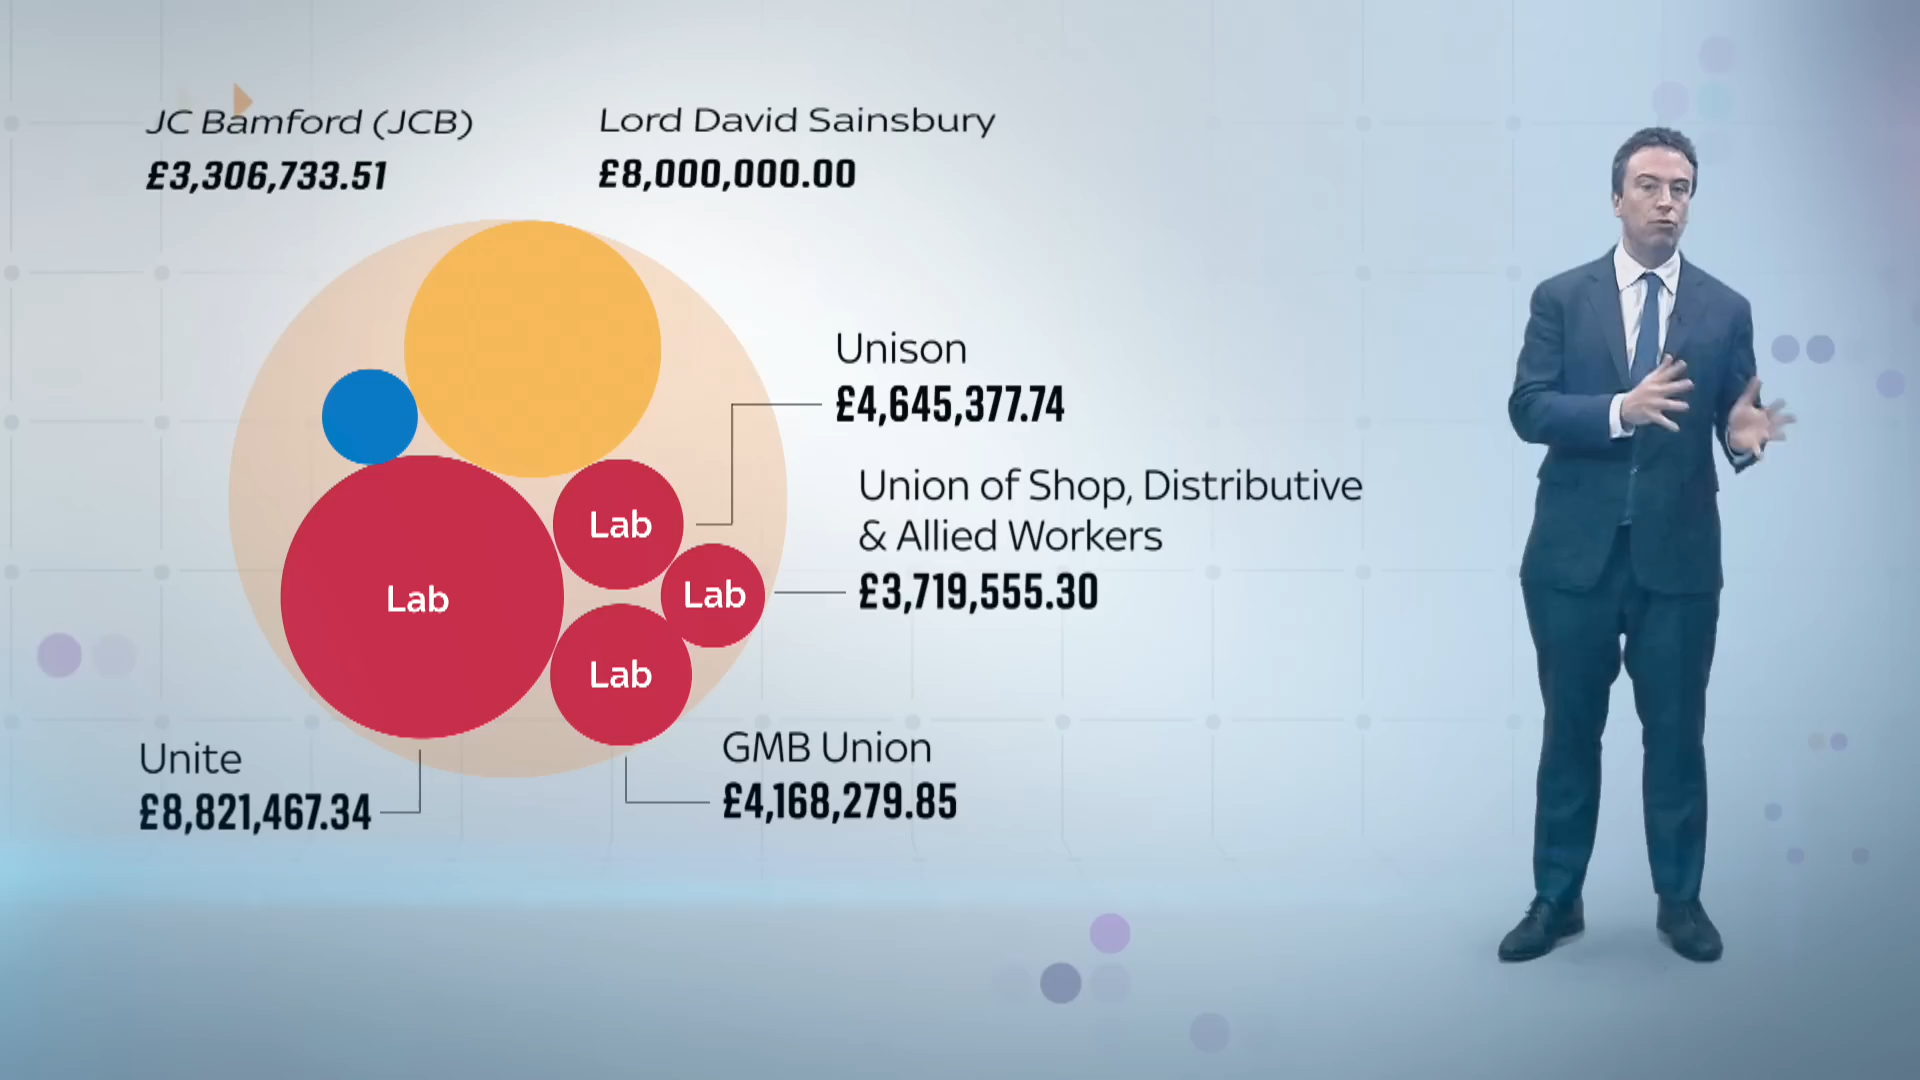 JC Bamford (JCB)
£3,306,733.51
Lord David Sainsbury
£8,000,000.00
Unison
£4,645,377.74
Union of Shop, Distributive
& Allied Workers
£3,719,555.30
Lab
Lab
Lab
Lab
Unite
£8,821,467.34
GMB Union
£4,168,279.85